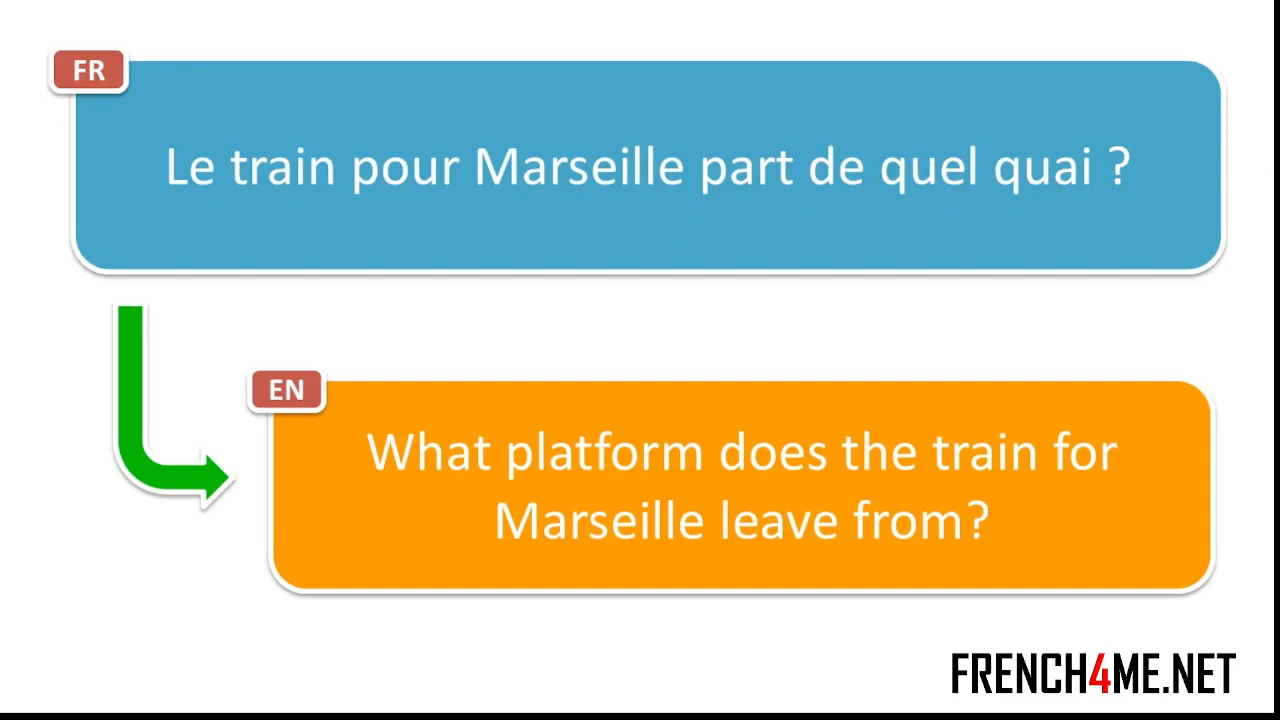 FR
Le train pour Marseille part de quel quai ?
EN
What platform does the train for
Marseille leave from?
FRENCH4ME.NET